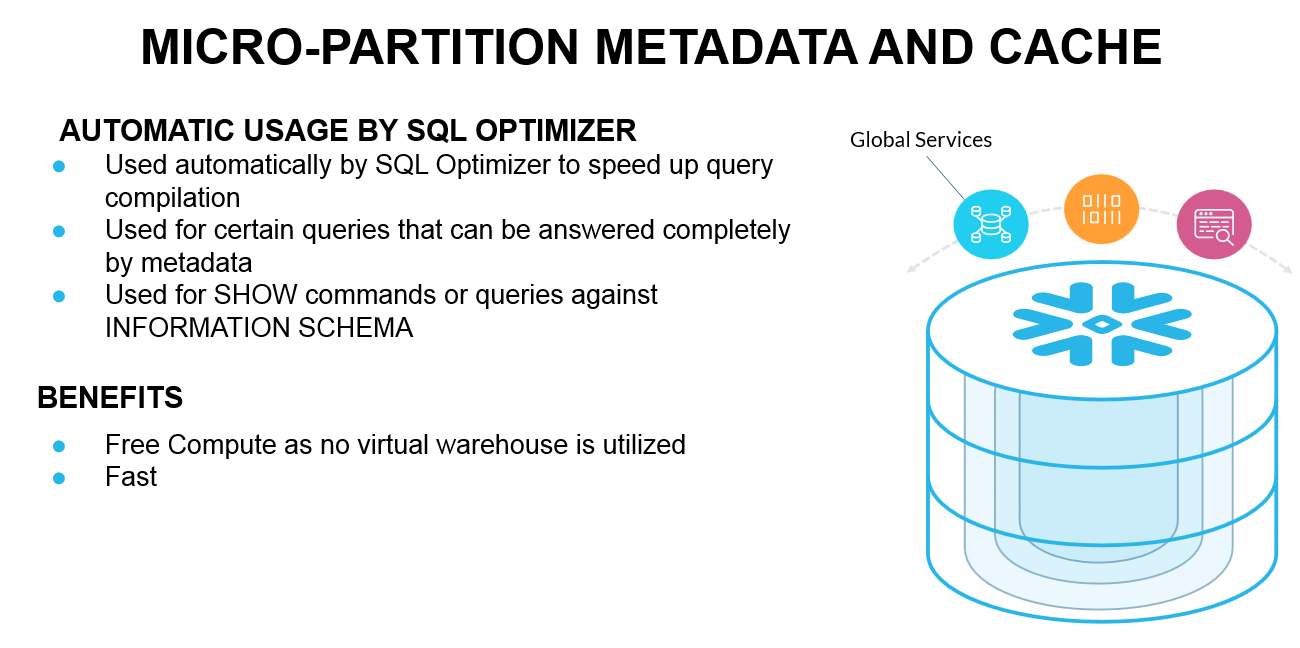 MICRO-PARTITION METADATA AND CACHE
AUTOMATIC USAGE BY SQL OPTIMIZER
Used automatically by SQL Optimizer to speed up query
compilation
Used for certain queries that can be answered completely
by metadata
Used for SHOW commands or queries against
INFORMATION SCHEMA
BENEFITS
Free Compute as no virtual warehouse is utilized
Fast
Global Services